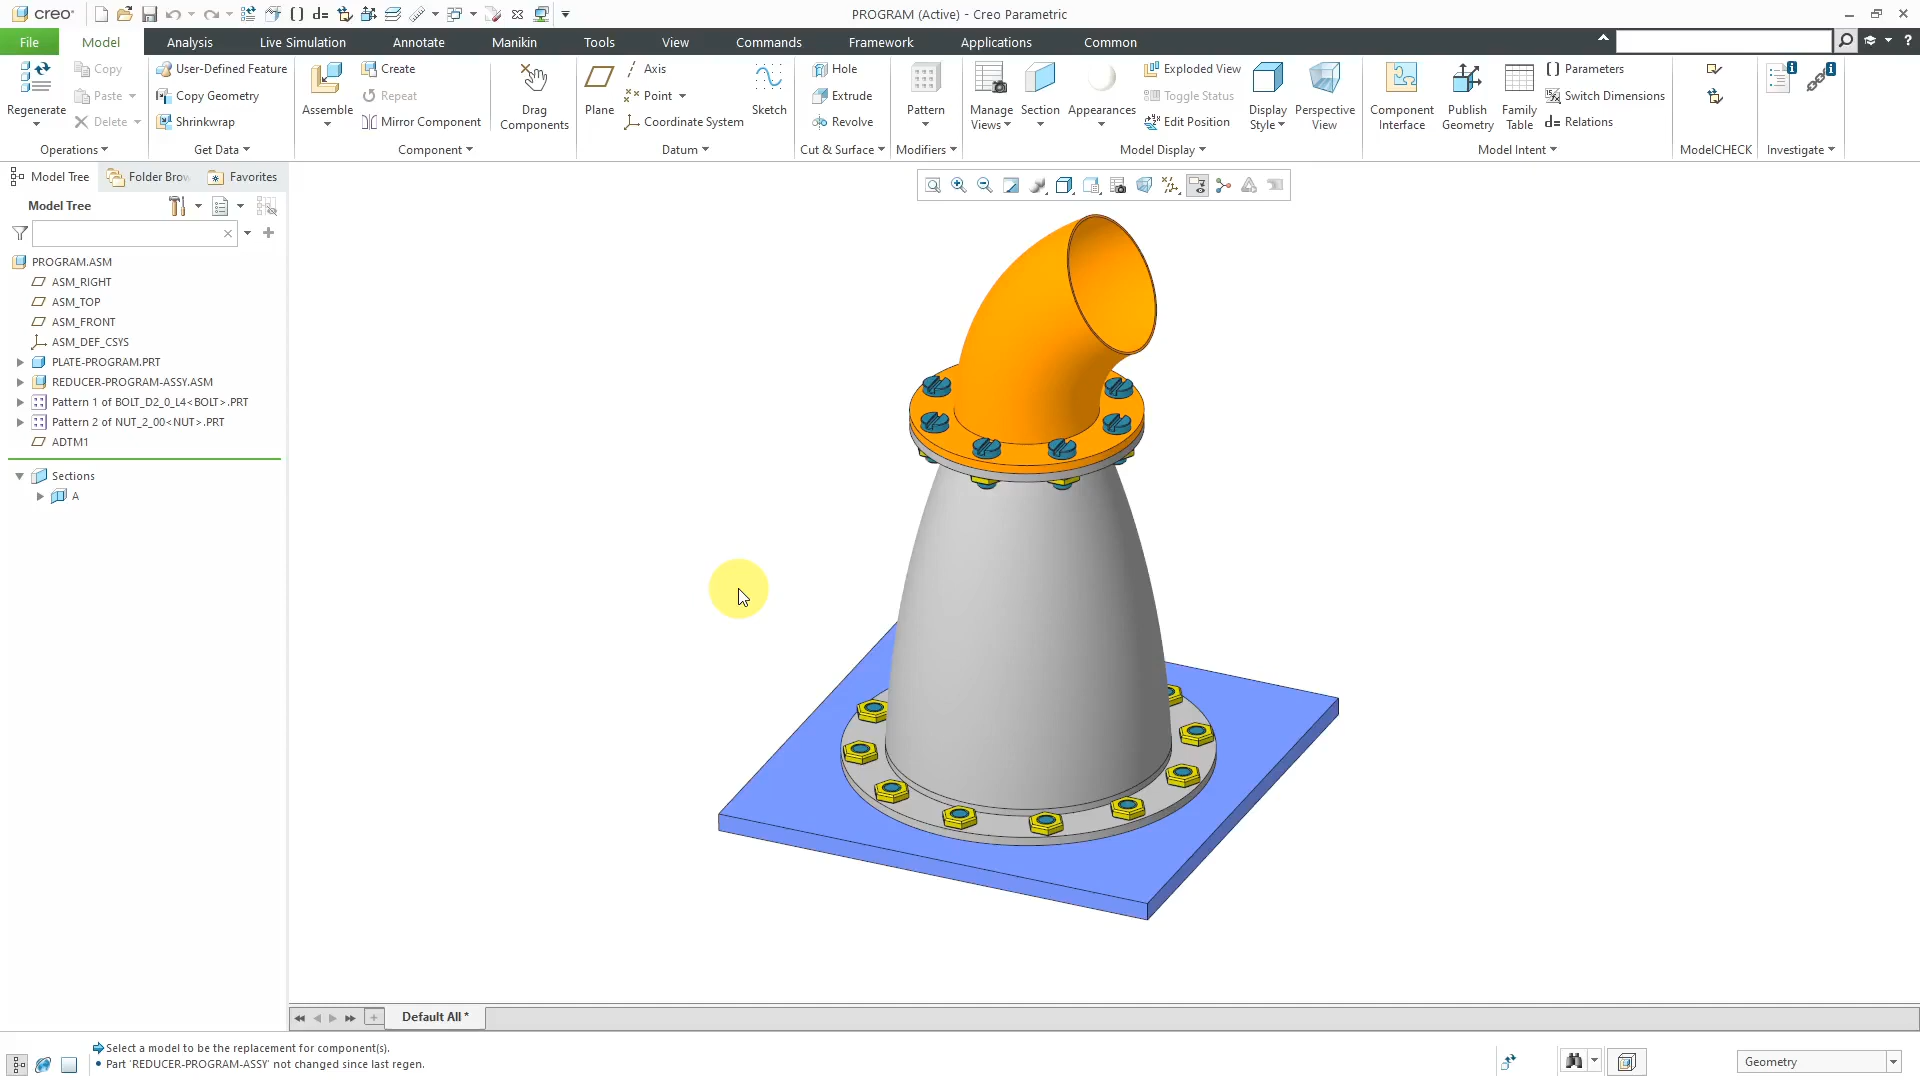 creo
PROGRAM (Active) - Creo Parametric
File
Model
Analysis
Live Simulation
Annotate
Manikin
Tools
View
Commands
Framework
Applications
Common
Regenerate
Copy
Paste
Delete
Operations
User-Defined Feature
Copy Geometry
Shrinkwrap
Get Data
Assemble
Create
Repeat
Mirror Component
Component
Drag
Components
Plane
Axis
Point
Coordinate System
Sketch
Datum
Hole
Extrude
Revolve
Cut & Surface
Pattern
Modifiers
Manage
Views
Section
Appearances
Exploded View
Toggle Status
Edit Position
Display
Style
Perspective
View
Model Display
Component
Interface
Publish
Geometry
Family
Table
Parameters
Switch Dimensions
d= Relations
Model Intent
ModelCHECK
Investigate
Model Tree
Folder Brow
Favorites
Model Tree
PROGRAM.ASM
ASM_RIGHT
ASM_TOP
ASM_FRONT
ASM_DEF_CSYS
PLATE-PROGRAM.PRT
REDUCER-PROGRAM-ASSY.ASM
Pattern 1 of BOLT_D2_0_L4<BOLT>.PRT
Pattern 2 of NUT_2_00<NUT>.PRT
ADTM1
Sections
A
Default All *
Select a model to be the replacement for component(s).
• Part 'REDUCER-PROGRAM-ASSY' not changed since last regen.
Geometry